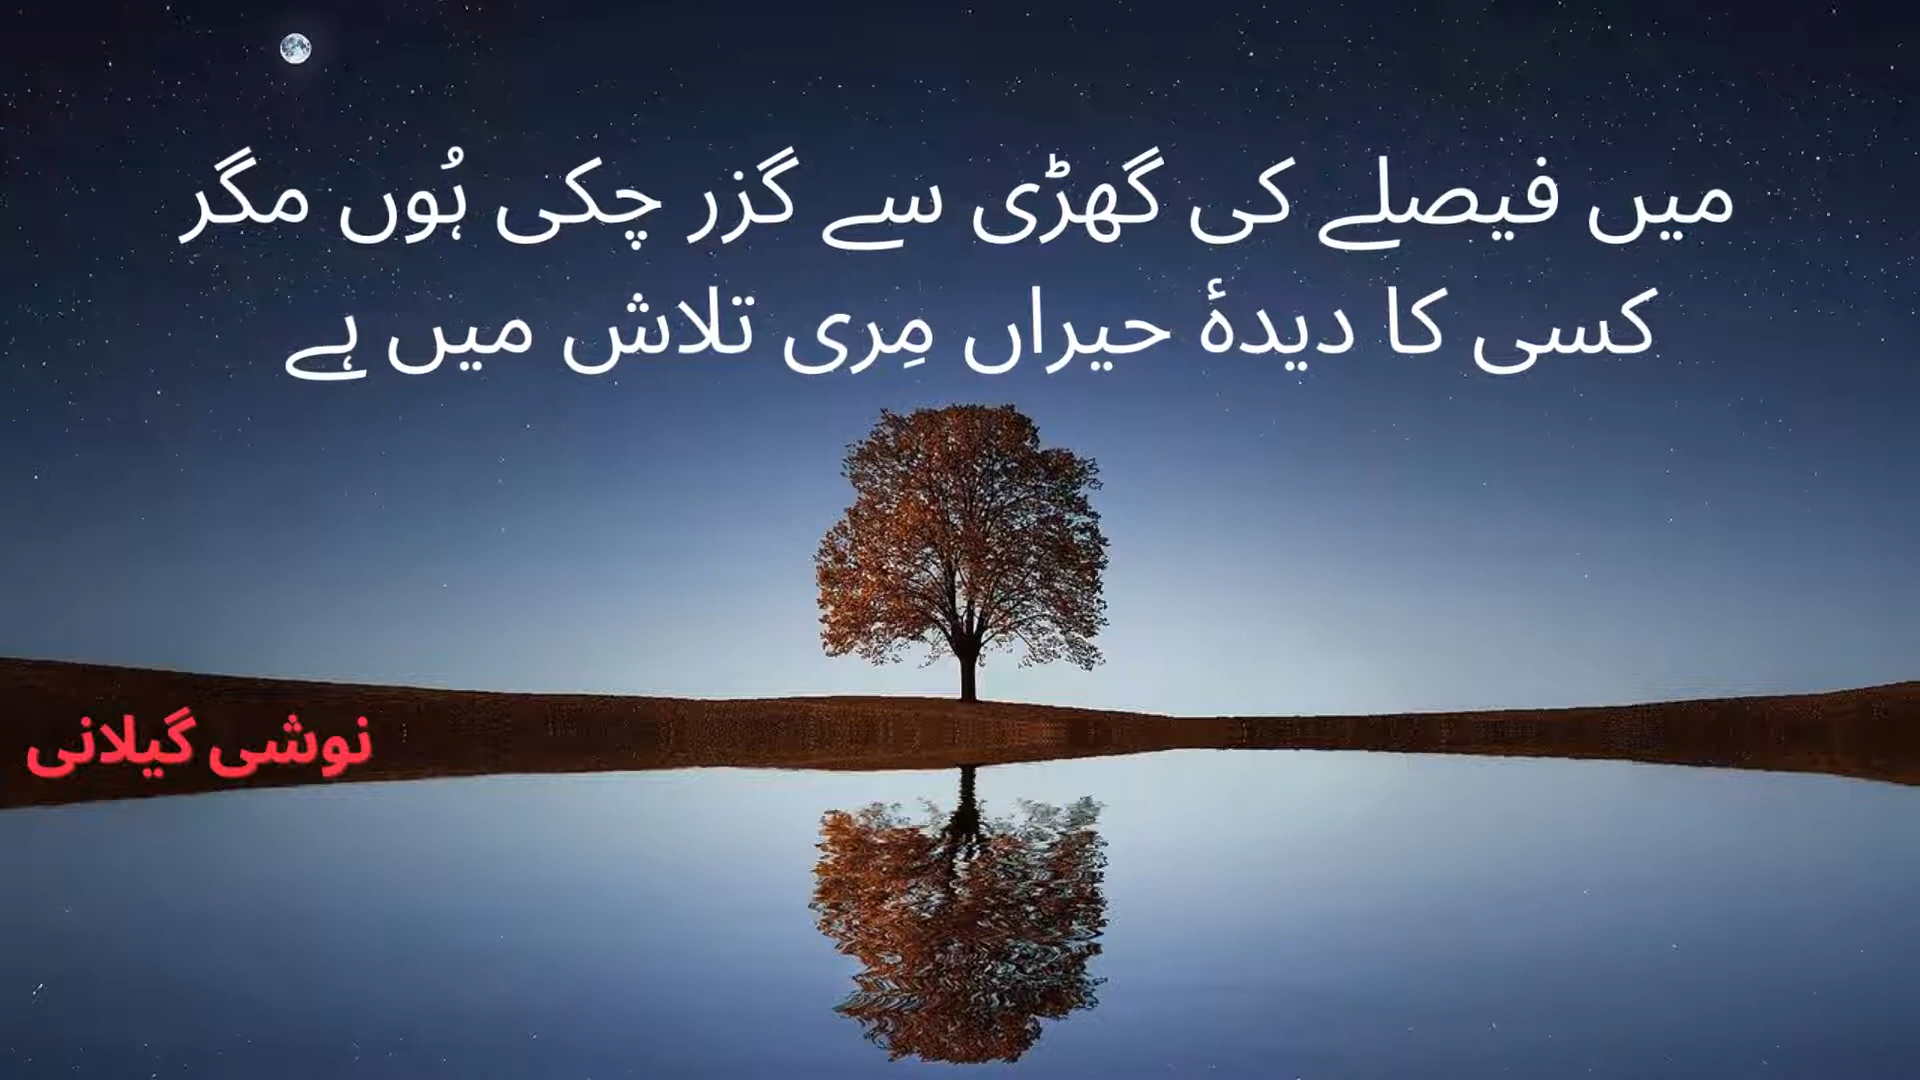 میں فیصلے کی گھڑی سے گزر چکی ہُوں مگر
کسی کا دیدۂ حیراں مِری تلاش میں ہے
نوشی گیلانی